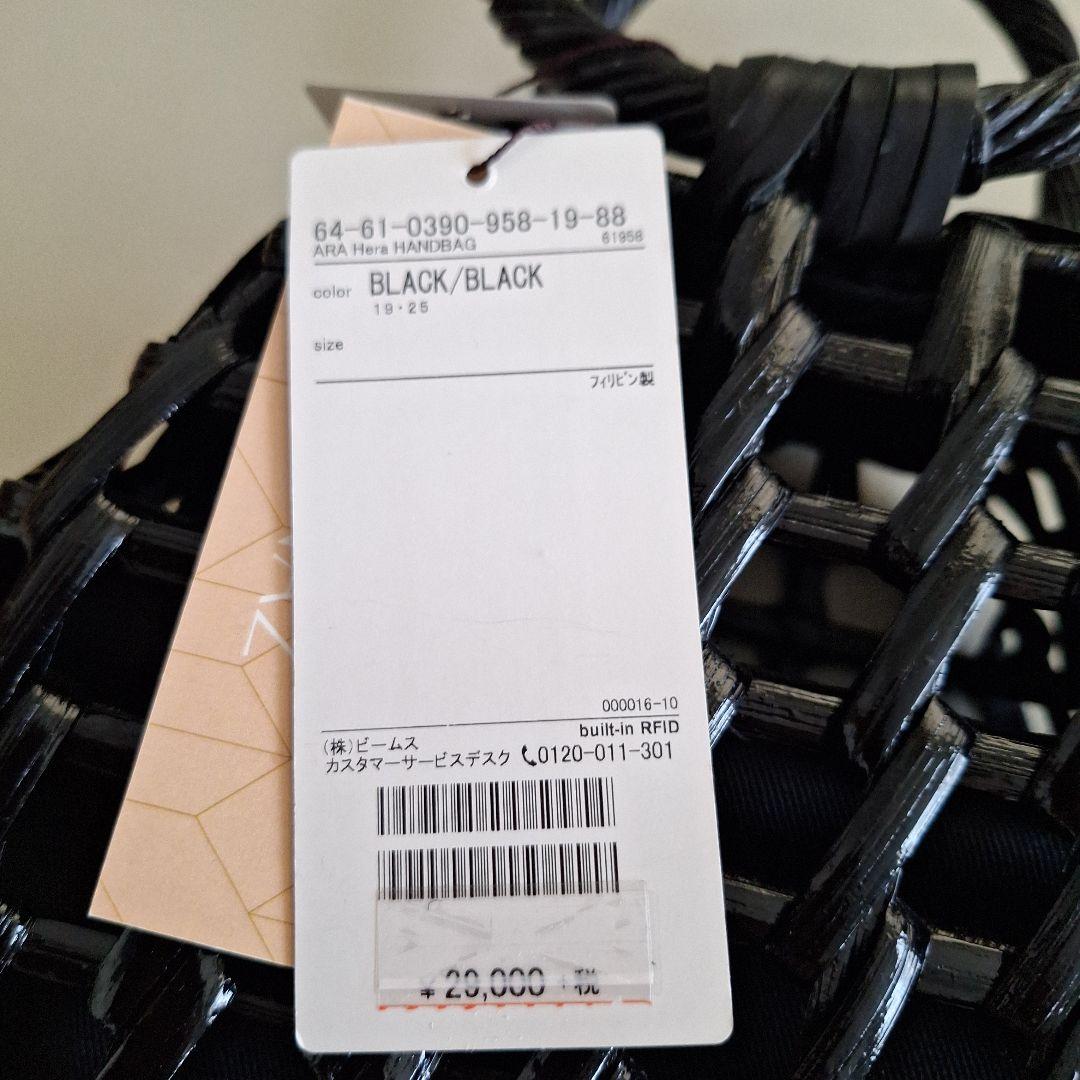 64-61-0390-958-19-88
ARA Hera HANDBAG 61958
color BLACK/BLACK
19・25
size
フィリピン製
000016-10
built-in RFID
(株)ビームス
カスタマーサービスデスク 0120-011-301
¥ 29,000 +税